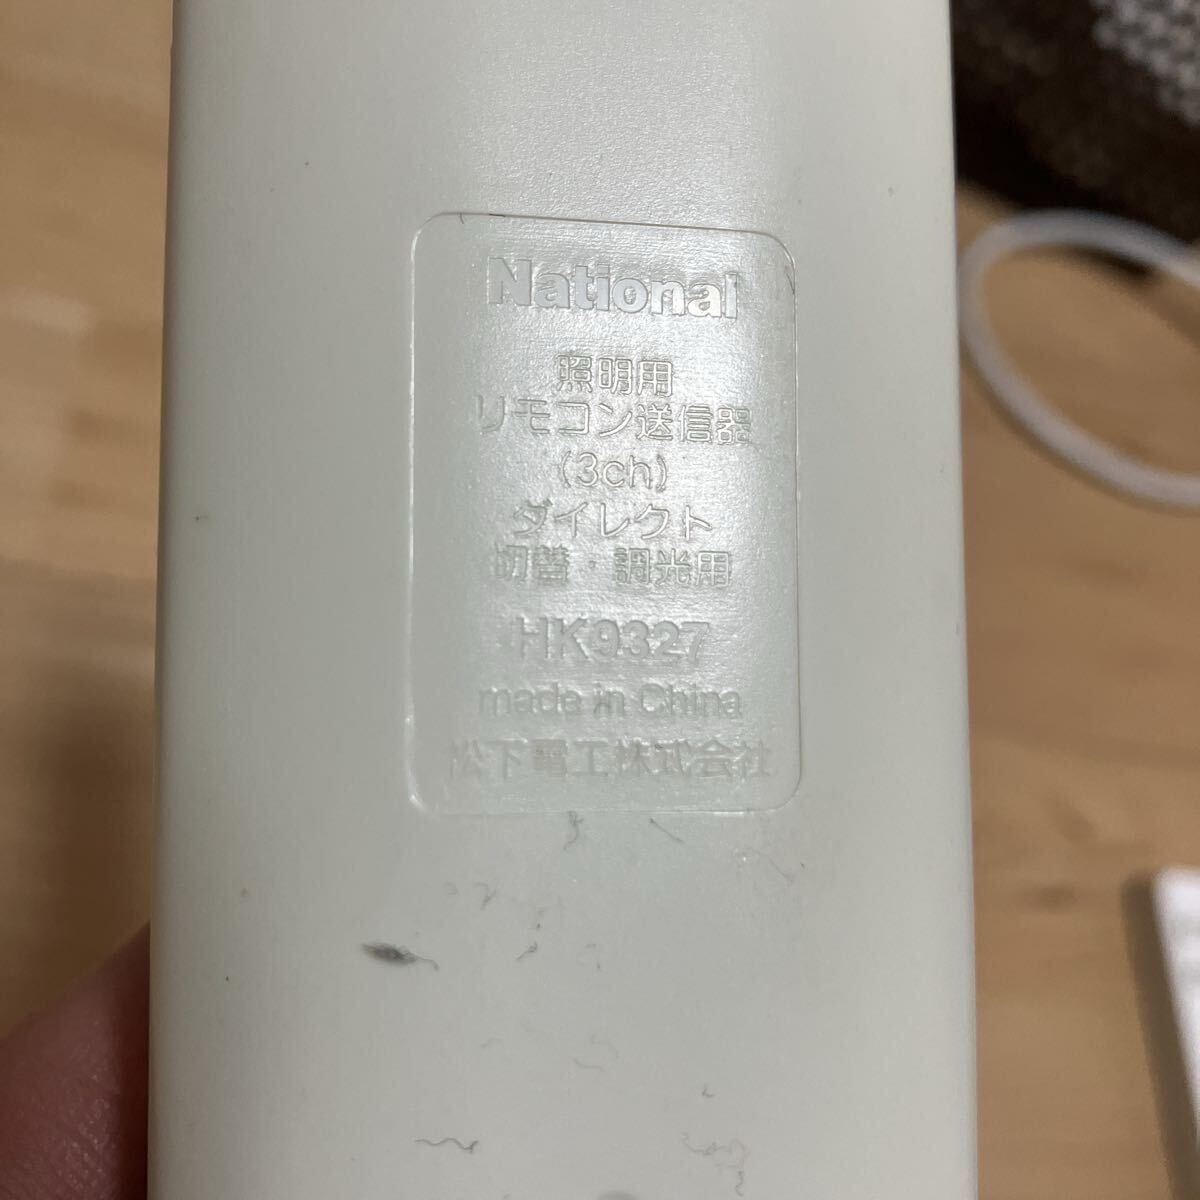 National
照明用
リモコン送信器
(3ch)
ダイレクト
切替・調光用
HK9327
made in China
松下電工株式会社